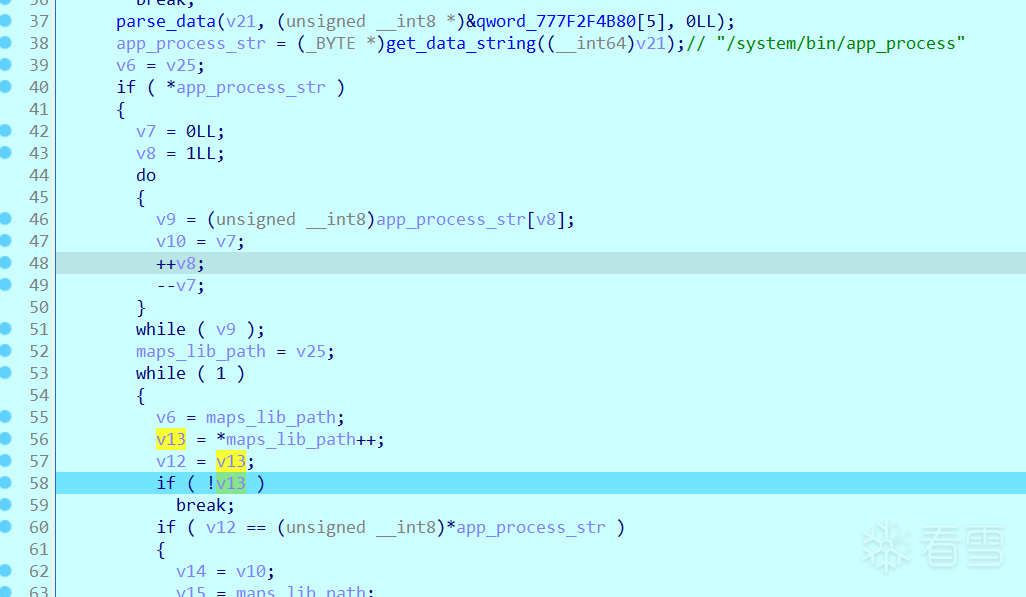 36 break;
37 parse_data(v21, (unsigned __int8 *)&qword_777F2F4B80[5], 0LL);
38 app_process_str = (_BYTE *)get_data_string((__int64)v21);// "/system/bin/app_process"
39 v6 = v25;
40 if ( *app_process_str )
41 {
42 v7 = 0LL;
43 v8 = 1LL;
44 do
45 {
46 v9 = (unsigned __int8)app_process_str[v8];
47 v10 = v7;
48 ++v8;
49 --v7;
50 }
51 while ( v9 );
52 maps_lib_path = v25;
53 while ( 1 )
54 {
55 v6 = maps_lib_path;
56 v13 = *maps_lib_path++;
57 v12 = v13;
58 if ( !v13 )
59 break;
60 if ( v12 == (unsigned __int8)*app_process_str )
61 {
62 v14 = v10;
63 v15 = maps_lib_path;
看雪